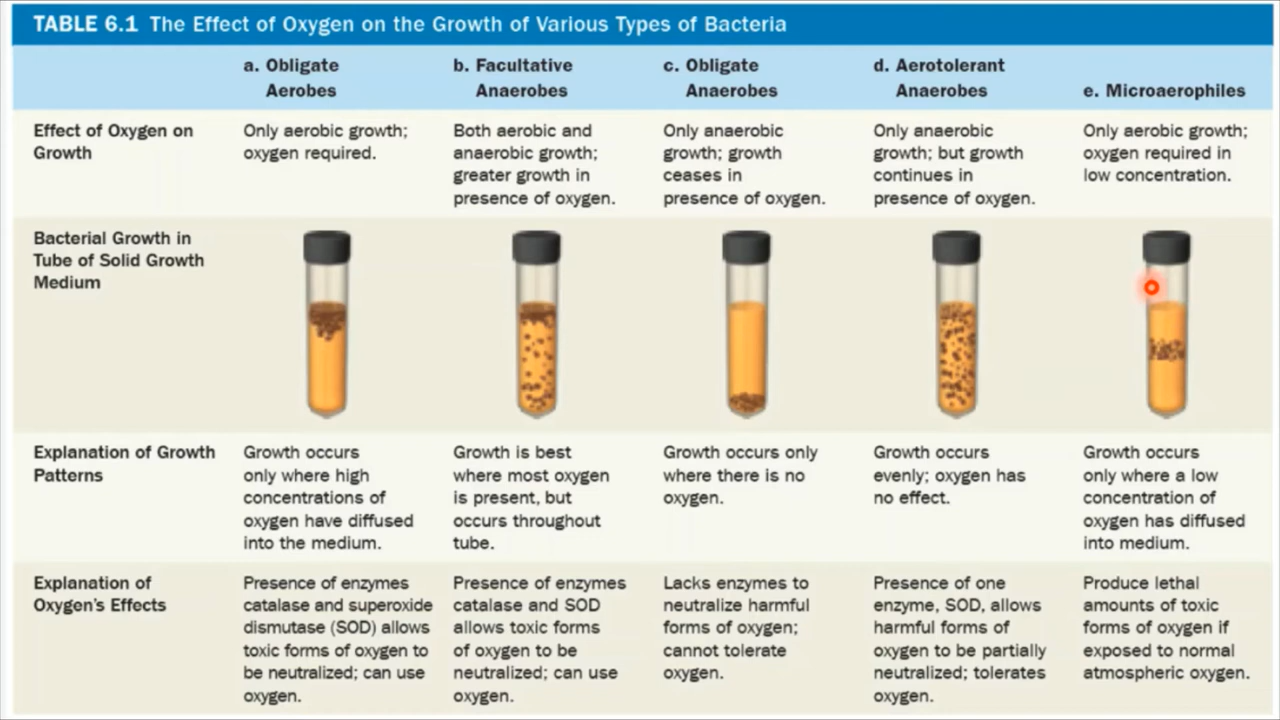 TABLE 6.1 The Effect of Oxygen on the Growth of Various Types of Bacteria
a. Obligate
Aerobes
b. Facultative
Anaerobes
c. Obligate
Anaerobes
d. Aerotolerant
Anaerobes
e. Microaerophiles
Effect of Oxygen on
Growth
Only aerobic growth;
oxygen required.
Both aerobic and
anaerobic growth;
greater growth in
presence of oxygen.
Only anaerobic
growth; growth
ceases in
presence of oxygen.
Only anaerobic
growth; but growth
continues in
presence of oxygen.
Only aerobic growth;
oxygen required in
low concentration.
Bacterial Growth in
Tube of Solid Growth
Medium
Explanation of Growth
Patterns
Growth occurs
only where high
concentrations of
oxygen have diffused
into the medium.
Growth is best
where most oxygen
is present, but
occurs throughout
tube.
Growth occurs only
where there is no
oxygen.
Growth occurs
evenly; oxygen has
no effect.
Growth occurs
only where a low
concentration of
oxygen has diffused
into medium.
Explanation of
Oxygen's Effects
Presence of enzymes
catalase and superoxide
dismutase (SOD) allows
toxic forms of oxygen to
be neutralized; can use
oxygen.
Presence of enzymes
catalase and SOD
allows toxic forms
of oxygen to be
neutralized; can use
oxygen.
Lacks enzymes to
neutralize harmful
forms of oxygen;
cannot tolerate
oxygen.
Presence of one
enzyme, SOD, allows
harmful forms of
oxygen to be partially
neutralized; tolerates
oxygen.
Produce lethal
amounts of toxic
forms of oxygen if
exposed to normal
atmospheric oxygen.